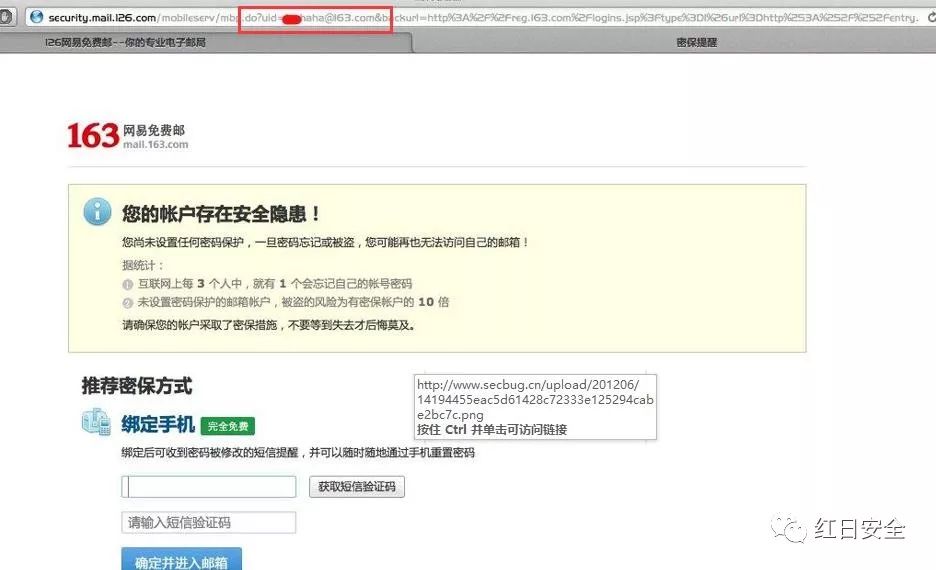 security.mail.126.com/mobileserv/mbp.do?uid= haha@163.com&backurl=http%3A%2F%2Freg.163.com%2Flogins.jsp%3Ftype%3D1%26url%3Dhttp%253A%252F%252Fentry.
126网易免费邮--你的专业电子邮局
密保提醒
163 网易免费邮
mail.163.com
您的帐户存在安全隐患！
您尚未设置任何密码保护，一旦密码忘记或被盗，您可能再也无法访问自己的邮箱！
据统计：
1 互联网上每 3 个人中，就有 1 个会忘记自己的帐号密码
2 未设置密码保护的邮箱帐户，被盗的风险为有密保帐户的 10 倍
请确保您的帐户采取了密保措施，不要等到失去才后悔莫及。
推荐密保方式
http://www.secbug.cn/upload/201206/
14194455eac5d61428c72333e125294cab
e2bc7c.png
按住 Ctrl 并单击可访问链接
绑定手机 完全免费
绑定后可收到密码被修改的短信提醒，并可以随时随地通过手机重置密码
获取短信验证码
请输入短信验证码
确定并进入邮箱
红日安全